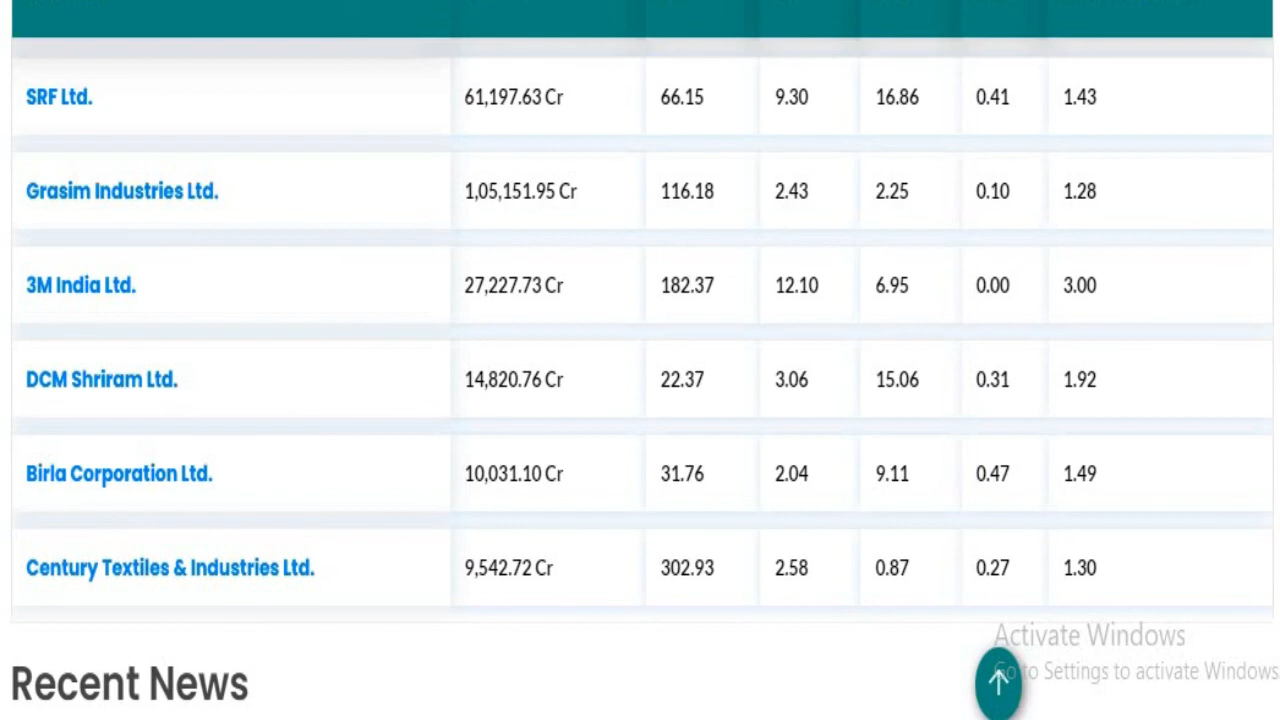 SRF Ltd. 61,197.63 Cr 66.15 9.30 16.86 0.41 1.43
Grasim Industries Ltd. 1,05,151.95 Cr 116.18 2.43 2.25 0.10 1.28
3M India Ltd. 27,227.73 Cr 182.37 12.10 6.95 0.00 3.00
DCM Shriram Ltd. 14,820.76 Cr 22.37 3.06 15.06 0.31 1.92
Birla Corporation Ltd. 10,031.10 Cr 31.76 2.04 9.11 0.47 1.49
Century Textiles & Industries Ltd. 9,542.72 Cr 302.93 2.58 0.87 0.27 1.30
Activate Windows
Go to Settings to activate Windows
Recent News